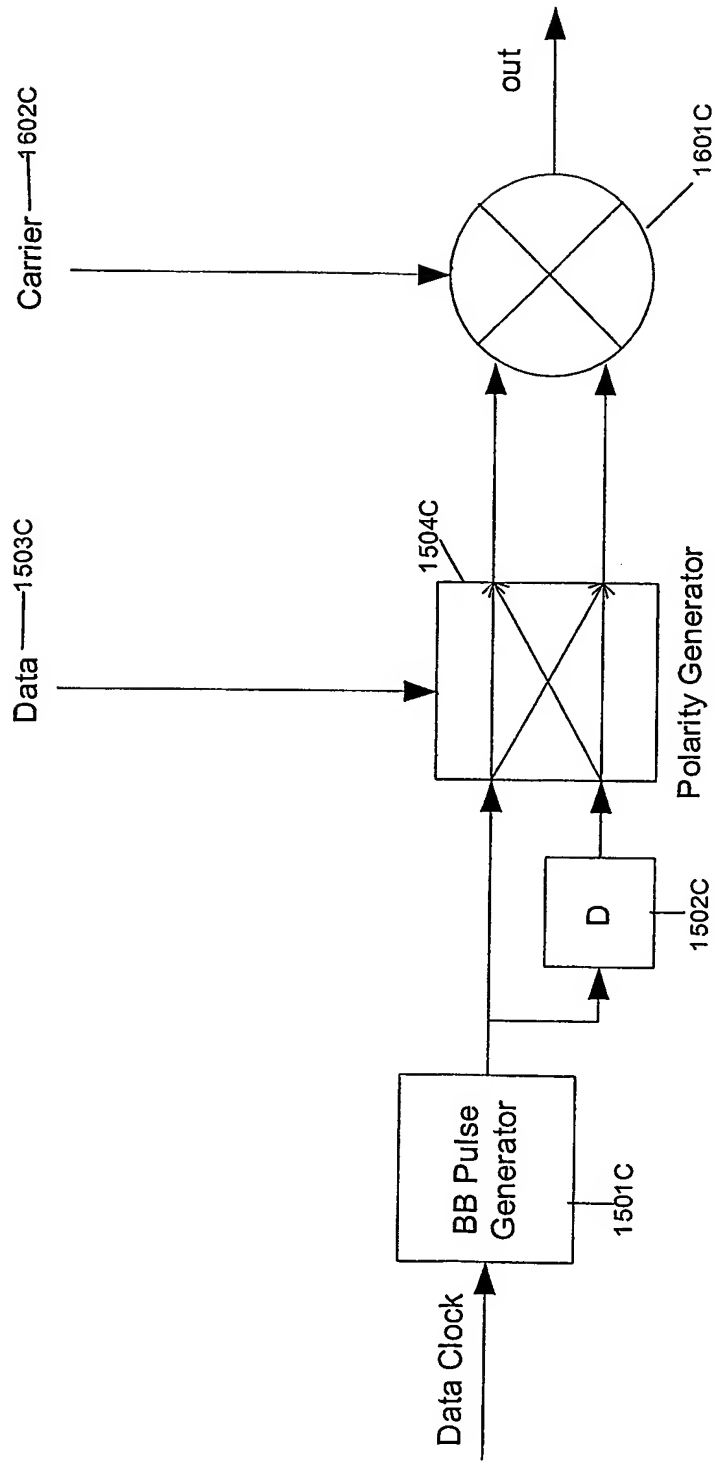 Data Clock
BB Pulse
Generator
1501C
D
1502C
Data
1503C
1504C
Polarity Generator
Carrier
1602C
1601C
out